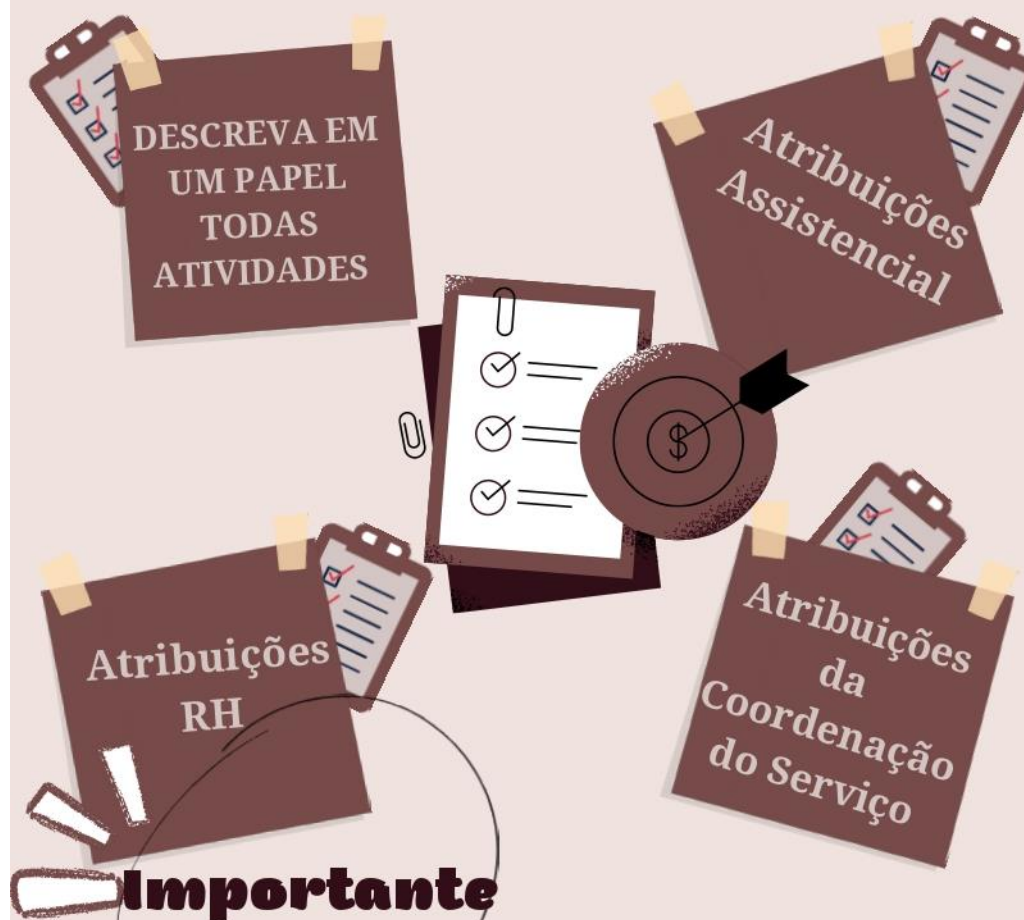 DESCREVA EM
UM PAPEL
TODAS
ATIVIDADES
Atribuições
Assistencial
$
Atribuições
RH
Atribuições
da
Coordenação
do Serviço
Importante